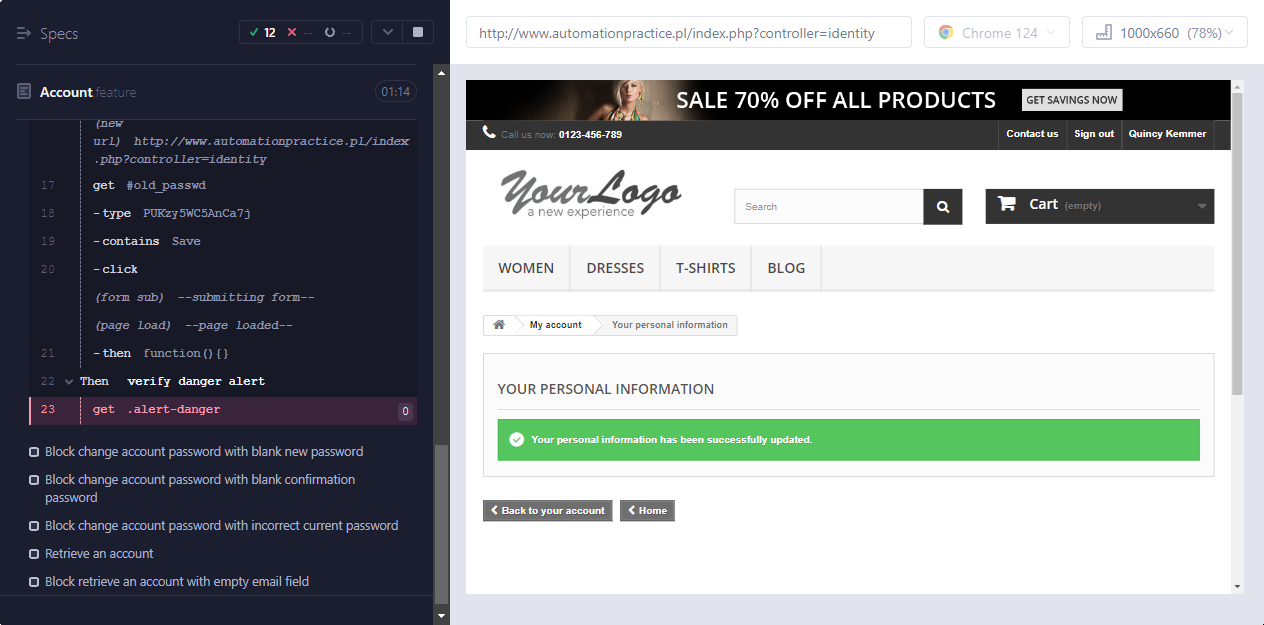 Specs
12
--
--
Account feature
01:14
(new
url) http://www.automationpractice.pl/index
.php?controller=identity
17 get #old_passwd
18 -type PUKzy5WC5AnCa7j
19 -contains Save
20 -click
(form sub) --submitting form--
(page load) --page loaded--
21 -then function(){}
22 Then verify danger alert
23 get .alert-danger 0
Block change account password with blank new password
Block change account password with blank confirmation
password
Block change account password with incorrect current password
Retrieve an account
Block retrieve an account with empty email field
http://www.automationpractice.pl/index.php?controller=identity
Chrome 124
1000x660 (78%)
SALE 70% OFF ALL PRODUCTS
GET SAVINGS NOW
Call us now: 0123-456-789
Contact us
Sign out
Quincy Kemmer
YourLogo
a new experience
Search
Cart (empty)
WOMEN
DRESSES
T-SHIRTS
BLOG
My account
Your personal information
YOUR PERSONAL INFORMATION
Your personal information has been successfully updated.
Back to your account
Home